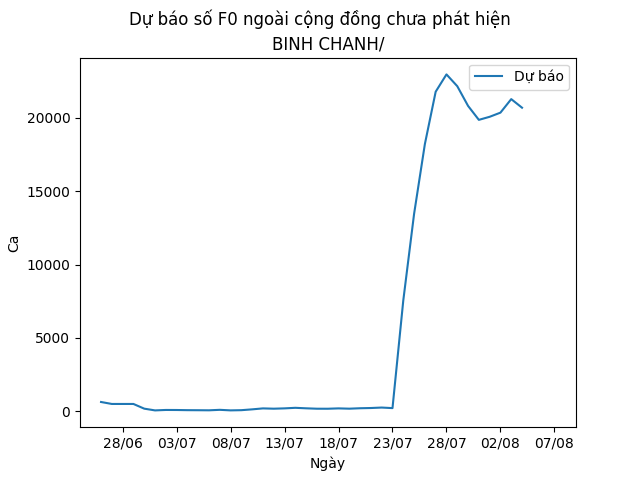 Dự báo số F0 ngoài cộng đồng chưa phát hiện
BINH CHANH/
Dự báo
20000
15000
10000
5000
0
Ca
28/06 03/07 08/07 13/07 18/07 23/07 28/07 02/08 07/08
Ngày